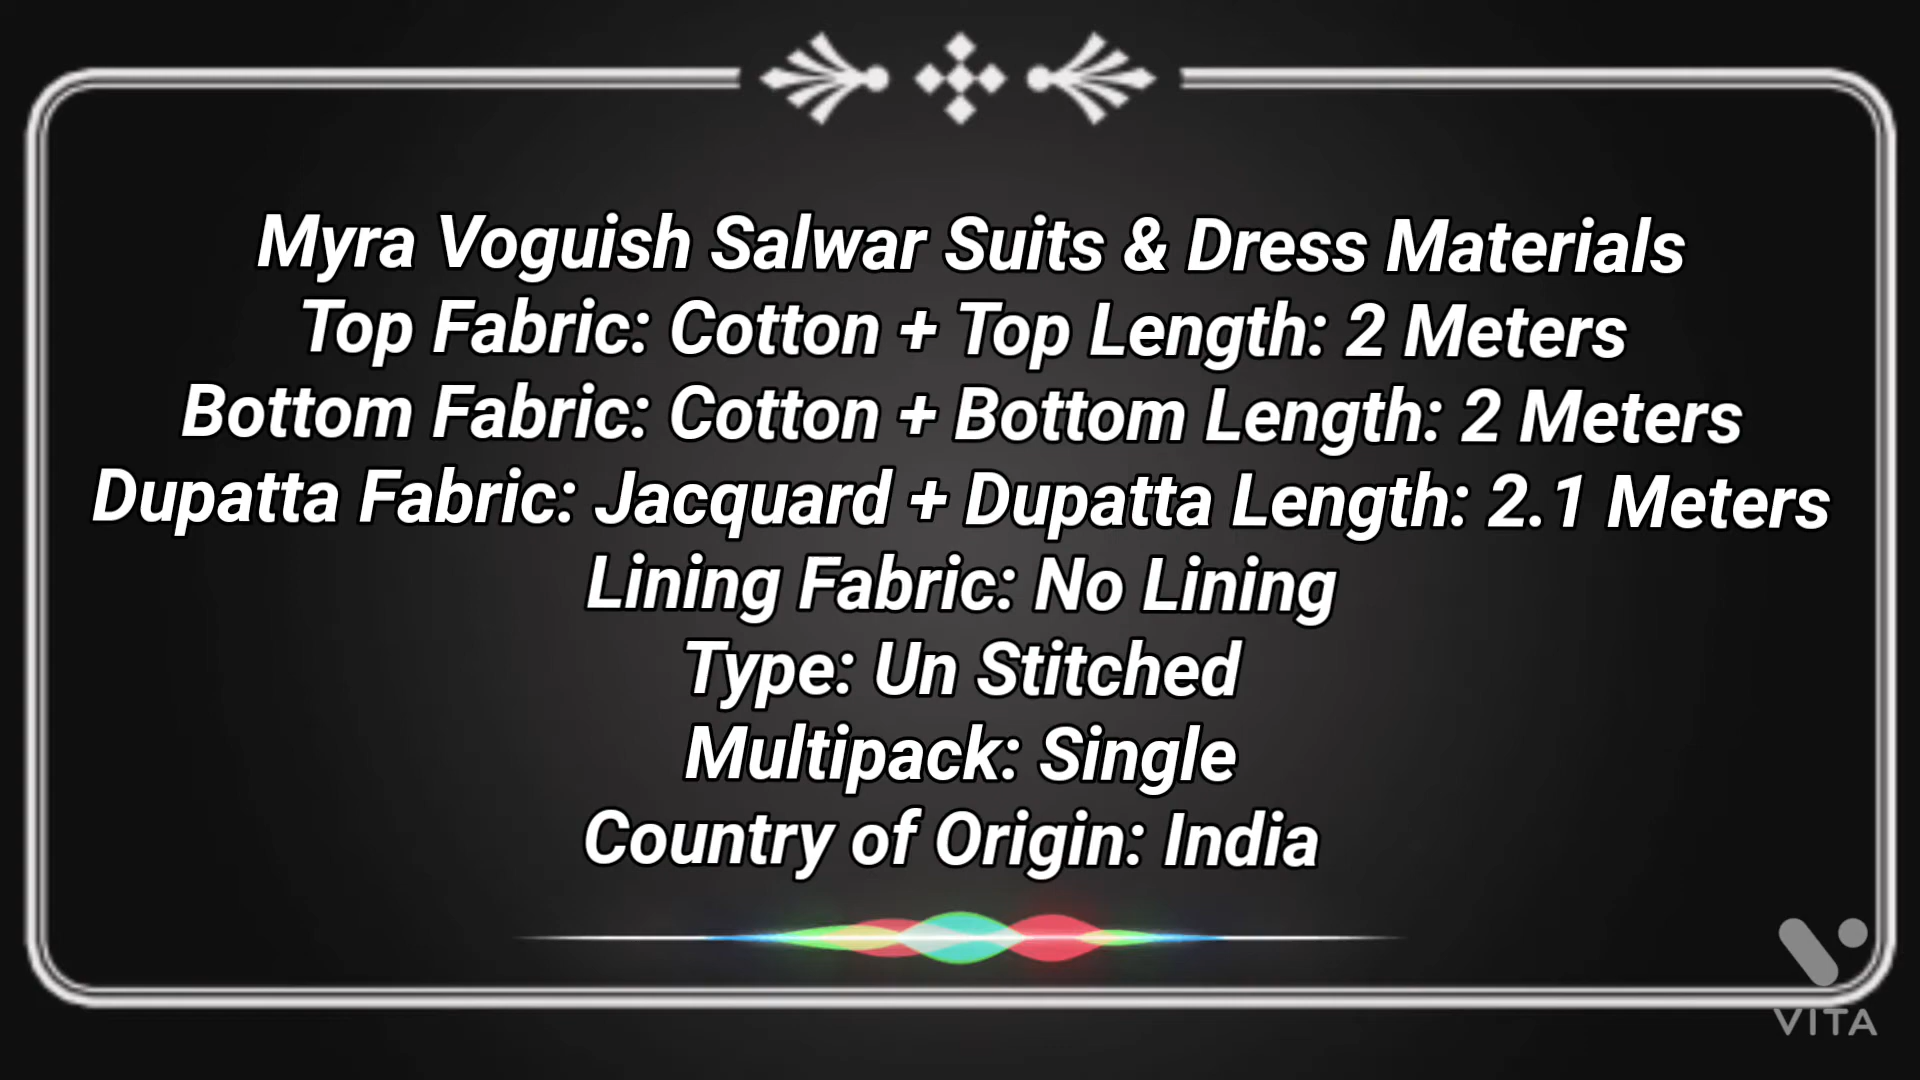 Myra Voguish Salwar Suits & Dress Materials
Top Fabric: Cotton + Top Length: 2 Meters
Bottom Fabric: Cotton + Bottom Length: 2 Meters
Dupatta Fabric: Jacquard + Dupatta Length: 2.1 Meters
Lining Fabric: No Lining
Type: Un Stitched
Multipack: Single
Country of Origin: India
VITA